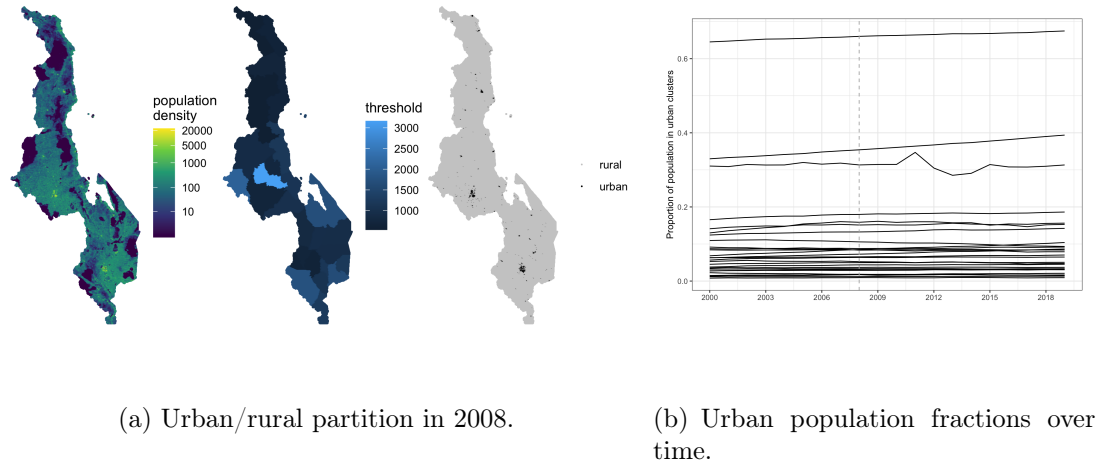 population
density
20000
5000
1000
100
10
threshold
3000
2500
2000
1500
1000
rural
urban
Proportion of population in urban clusters
0.6
0.4
0.2
0.0
2000 2003 2006 2009 2012 2015 2018
(a) Urban/rural partition in 2008.
(b) Urban population fractions over
time.